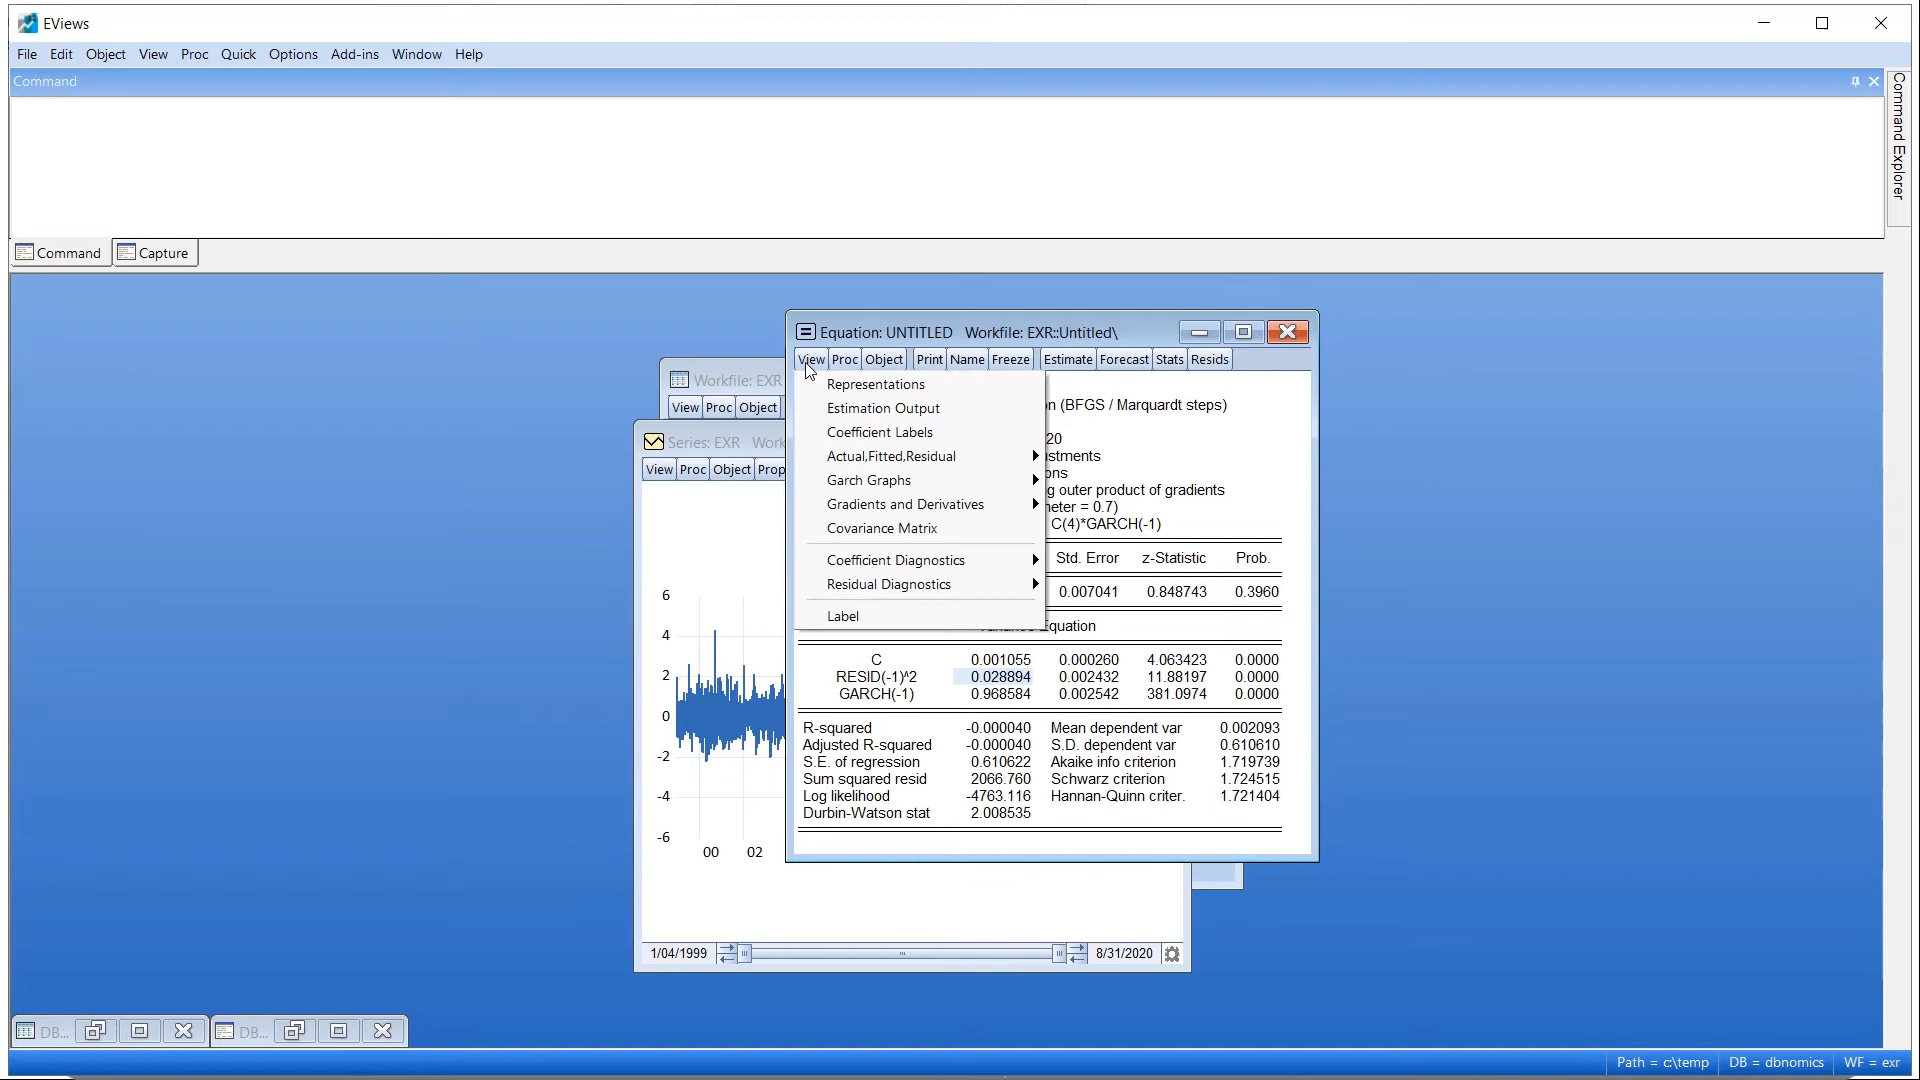 EViews
File Edit Object View Proc Quick Options Add-ins Window Help
Command
Command Explorer
Command Capture
Equation: UNTITLED Workfile: EXR::Untitled\
View Proc Object Print Name Freeze Estimate Forecast Stats Resids
Workfile: EXR
View Proc Object
Series: EXR Work
View Proc Object Prop
Representations
Estimation Output
Coefficient Labels
Actual,Fitted,Residual
Garch Graphs
Gradients and Derivatives
Covariance Matrix
Coefficient Diagnostics
Residual Diagnostics
Label
(BFGS / Marquardt steps)
20
stments
ons
g outer product of gradients
eter = 0.7)
C(4)*GARCH(-1)
Std. Error z-Statistic Prob.
0.007041 0.848743 0.3960
Equation
C 0.001055 0.000260 4.063423 0.0000
RESID(-1)^2 0.028894 0.002432 11.88197 0.0000
GARCH(-1) 0.968584 0.002542 381.0974 0.0000
R-squared -0.000040 Mean dependent var 0.002093
Adjusted R-squared -0.000040 S.D. dependent var 0.610610
S.E. of regression 0.610622 Akaike info criterion 1.719739
Sum squared resid 2066.760 Schwarz criterion 1.724515
Log likelihood -4763.116 Hannan-Quinn criter. 1.721404
Durbin-Watson stat 2.008535
6
4
2
0
-2
-4
-6
00 02
1/04/1999 8/31/2020
DB... DB...
Path = c:\temp DB = dbnomics WF = exr